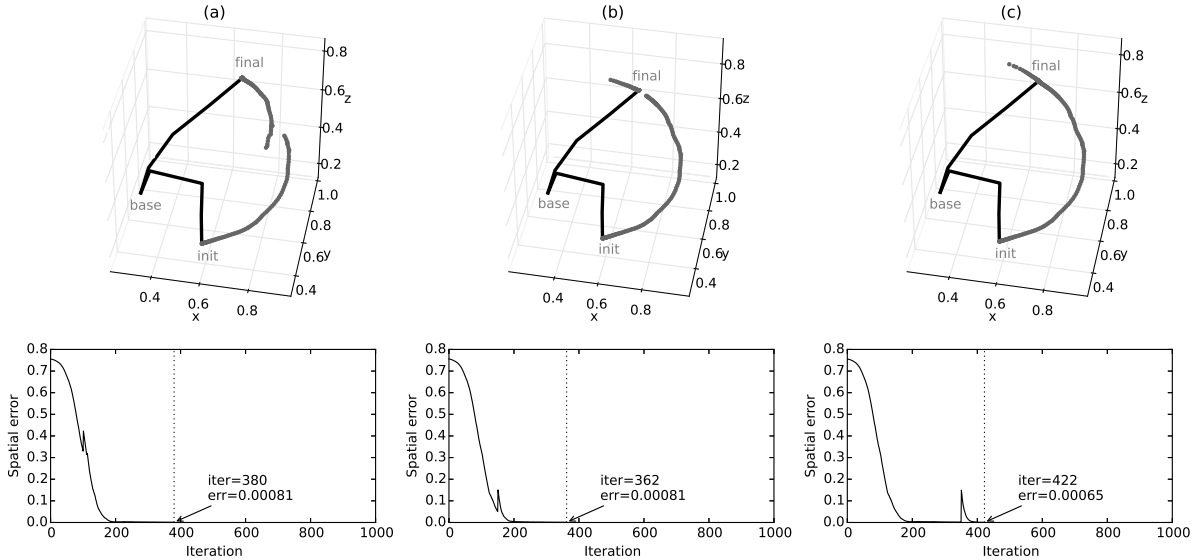 (a)
final
base
init
0.8
0.6
z
0.4
0.2
1.0
0.8
0.6
y
0.4
0.4
0.6
0.8
x
(b)
final
base
init
0.8
0.6
z
0.4
0.2
1.0
0.8
0.6
y
0.4
0.4
0.6
0.8
x
(c)
final
base
init
0.8
0.6
z
0.4
0.2
1.0
0.8
0.6
y
0.4
0.4
0.6
0.8
x
Spatial error
0.8
0.7
0.6
0.5
0.4
0.3
0.2
0.1
0.0
iter=380
err=0.00081
0 200 400 600 800 1000
Iteration
Spatial error
0.8
0.7
0.6
0.5
0.4
0.3
0.2
0.1
0.0
iter=362
err=0.00081
0 200 400 600 800 1000
Iteration
Spatial error
0.8
0.7
0.6
0.5
0.4
0.3
0.2
0.1
0.0
iter=422
err=0.00065
0 200 400 600 800 1000
Iteration